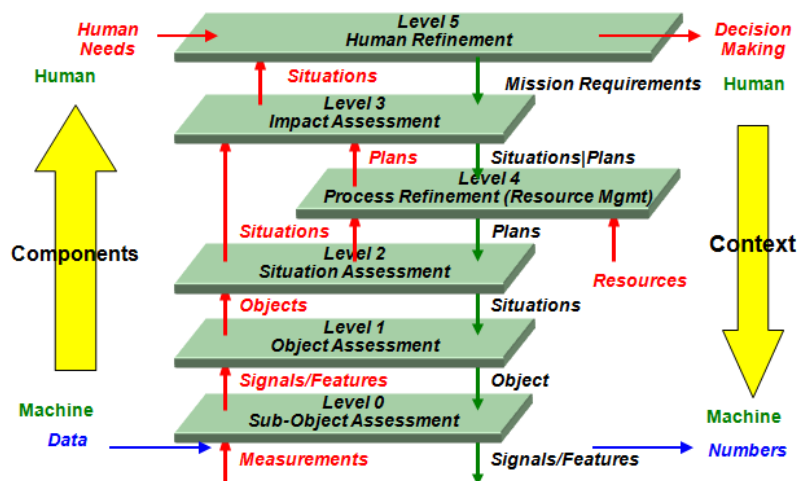 Level 5
Human Refinement
Human
Needs
Decision
Making
Human
Situations
Mission Requirements
Human
Level 3
Impact Assessment
Plans
Situations|Plans
Level 4
Process Refinement (Resource Mgmt)
Situations
Plans
Components
Context
Level 2
Situation Assessment
Resources
Objects
Situations
Level 1
Object Assessment
Signals/Features
Object
Machine
Level 0
Sub-Object Assessment
Machine
Data
Numbers
Measurements
Signals/Features